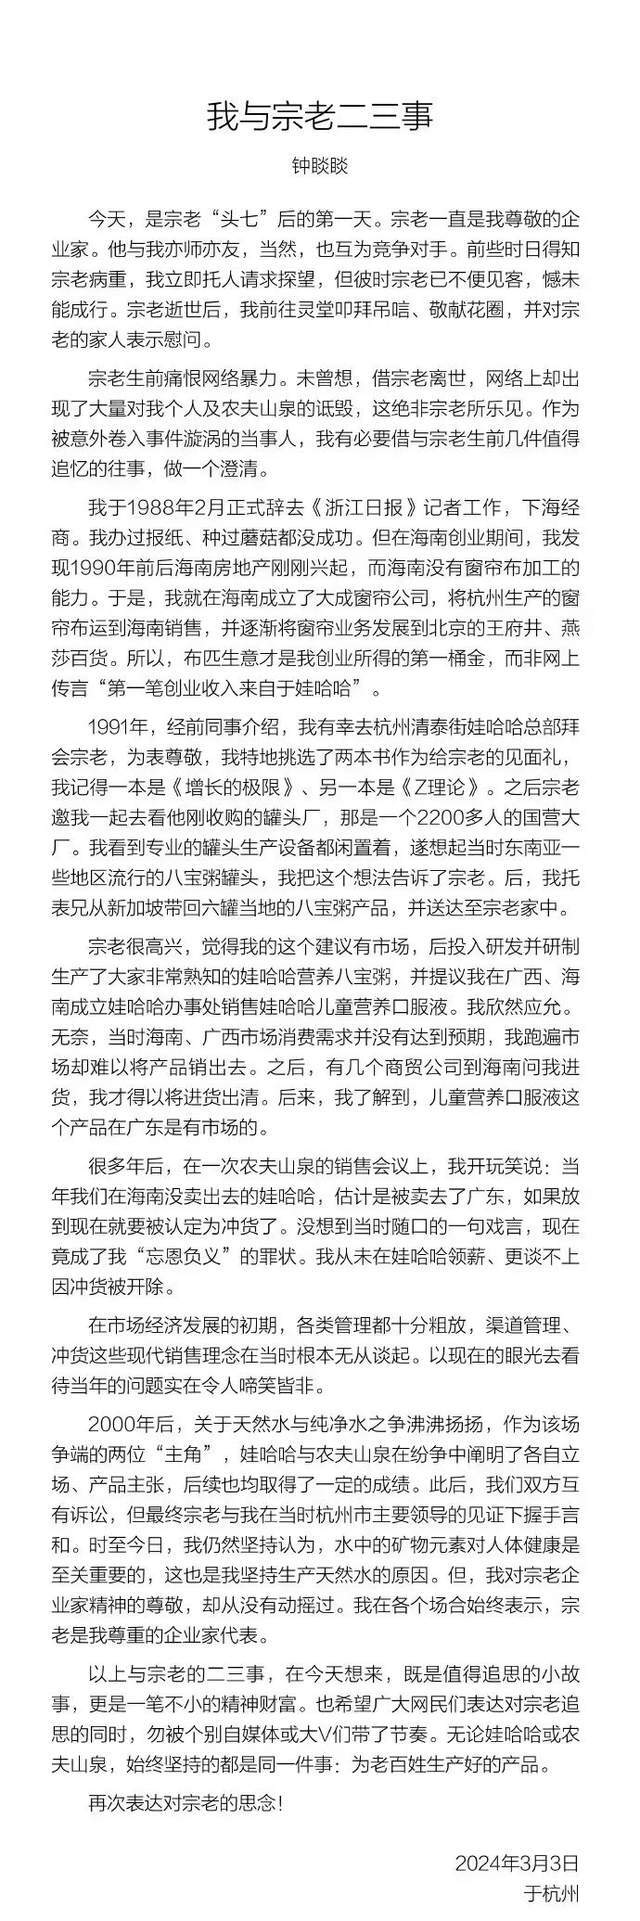 我与宗老二三事
钟睒睒
今天，是宗老“头七”后的第一天。宗老一直是我尊敬的企
业家。他与我亦师亦友，当然，也互为竞争对手。前些时日得知
宗老病重，我立即托人请求探望，但彼时宗老已不便见客，憾未
能成行。宗老逝世后，我前往灵堂叩拜吊唁、敬献花圈，并对宗
老的家人表示慰问。
宗老生前痛恨网络暴力。未曾想，借宗老离世，网络上却出
现了大量对我个人及农夫山泉的诋毁，这绝非宗老所乐见。作为
被意外卷入事件漩涡的当事人，我有必要借与宗老生前几件值得
追忆的往事，做一个澄清。
我于1988年2月正式辞去《浙江日报》记者工作，下海经
商。我办过报纸、种过蘑菇都没成功。但在海南创业期间，我发
现1990年前后海南房地产刚刚兴起，而海南没有窗帘布加工的
能力。于是，我就在海南成立了大成窗帘公司，将杭州生产的窗
帘布运到海南销售，并逐渐将窗帘业务发展到北京的王府井、燕
莎百货。所以，布匹生意才是我创业所得的第一桶金，而非网上
传言“第一笔创业收入来自于娃哈哈”。
1991年，经前同事介绍，我有幸去杭州清泰街娃哈哈总部拜
会宗老，为表尊敬，我特地挑选了两本书作为给宗老的见面礼，
我记得一本是《增长的极限》、另一本是《Z理论》。之后宗老
邀我一起去看他刚收购的罐头厂，那是一个2200多人的国营大
厂。我看到专业的罐头生产设备都闲置着，遂想起当时东南亚一
些地区流行的八宝粥罐头，我把这个想法告诉了宗老。后，我托
表兄从新加坡带回六罐当地的八宝粥产品，并送达至宗老家中。
宗老很高兴，觉得我的这个建议有市场，后投入研发并研制
生产了大家非常熟知的娃哈哈营养八宝粥，并提议我在广西、海
南成立娃哈哈办事处销售娃哈哈儿童营养口服液。我欣然应允。
无奈，当时海南、广西市场消费需求并没有达到预期，我跑遍市
场却难以将产品销出去。之后，有几个商贸公司到海南问我进
货，我才得以将进货出清。后来，我了解到，儿童营养口服液这
个产品在广东是有市场的。
很多年后，在一次农夫山泉的销售会议上，我开玩笑说：当
年我们在海南没卖出去的娃哈哈，估计是被卖去了广东，如果放
到现在就要被认定为冲货了。没想到当时随口的一句戏言，现在
竟成了我“忘恩负义”的罪状。我从未在娃哈哈领薪、更谈不上
因冲货被开除。
在市场经济发展的初期，各类管理都十分粗放，渠道管理、
冲货这些现代销售理念在当时根本无从谈起。以现在的眼光去看
待当年的问题实在令人啼笑皆非。
2000年后，关于天然水与纯净水之争沸沸扬扬，作为该场
争端的两位“主角”，娃哈哈与农夫山泉在纷争中阐明了各自立
场、产品主张，后续也均取得了一定的成绩。此后，我们双方互
有诉讼，但最终宗老与我在当时杭州市主要领导的见证下握手言
和。时至今日，我仍然坚持认为，水中的矿物元素对人体健康是
至关重要的，这也是我坚持生产天然水的原因。但，我对宗老企
业家精神的尊敬，却从没有动摇过。我在各个场合始终表示，宗
老是我尊重的企业家代表。
以上与宗老的二三事，在今天想来，既是值得追思的小故
事，更是一笔不小的精神财富。也希望广大网民们表达对宗老追
思的同时，勿被个别自媒体或大V们带了节奏。无论娃哈哈或农
夫山泉，始终坚持的都是同一件事：为老百姓生产好的产品。
再次表达对宗老的思念！
2024年3月3日
于杭州